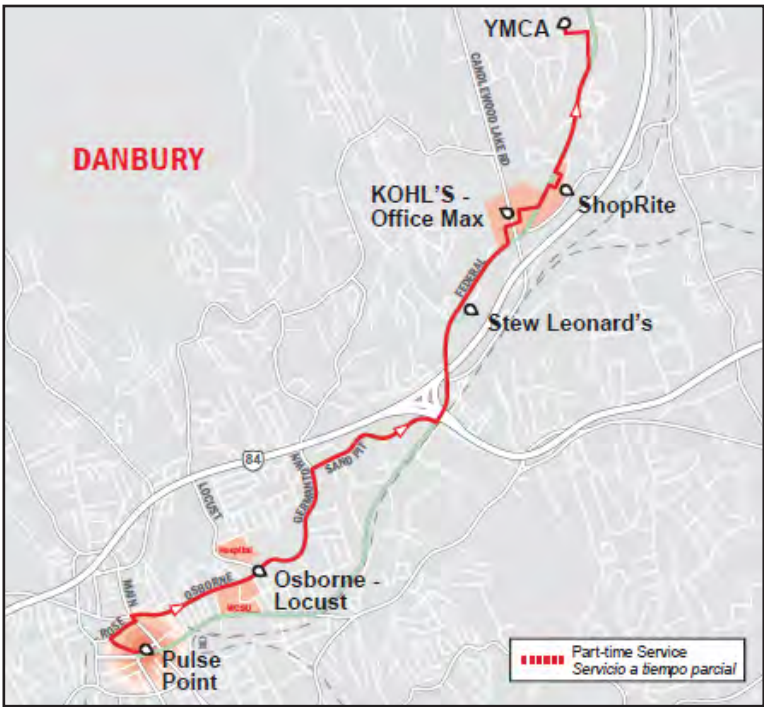 YMCA
CANDLEWOOD LAKE RD
DANBURY
KOHL'S -
Office Max
ShopRite
FEDERAL
Stew Leonard's
84
SAND PIT
GERMANTOWN
LOCUST
Hospital
OSBORNE
Osborne -
Locust
MAIN
WCSU
ROSE
Pulse
Point
Part-time Service
Servicio a tiempo parcial